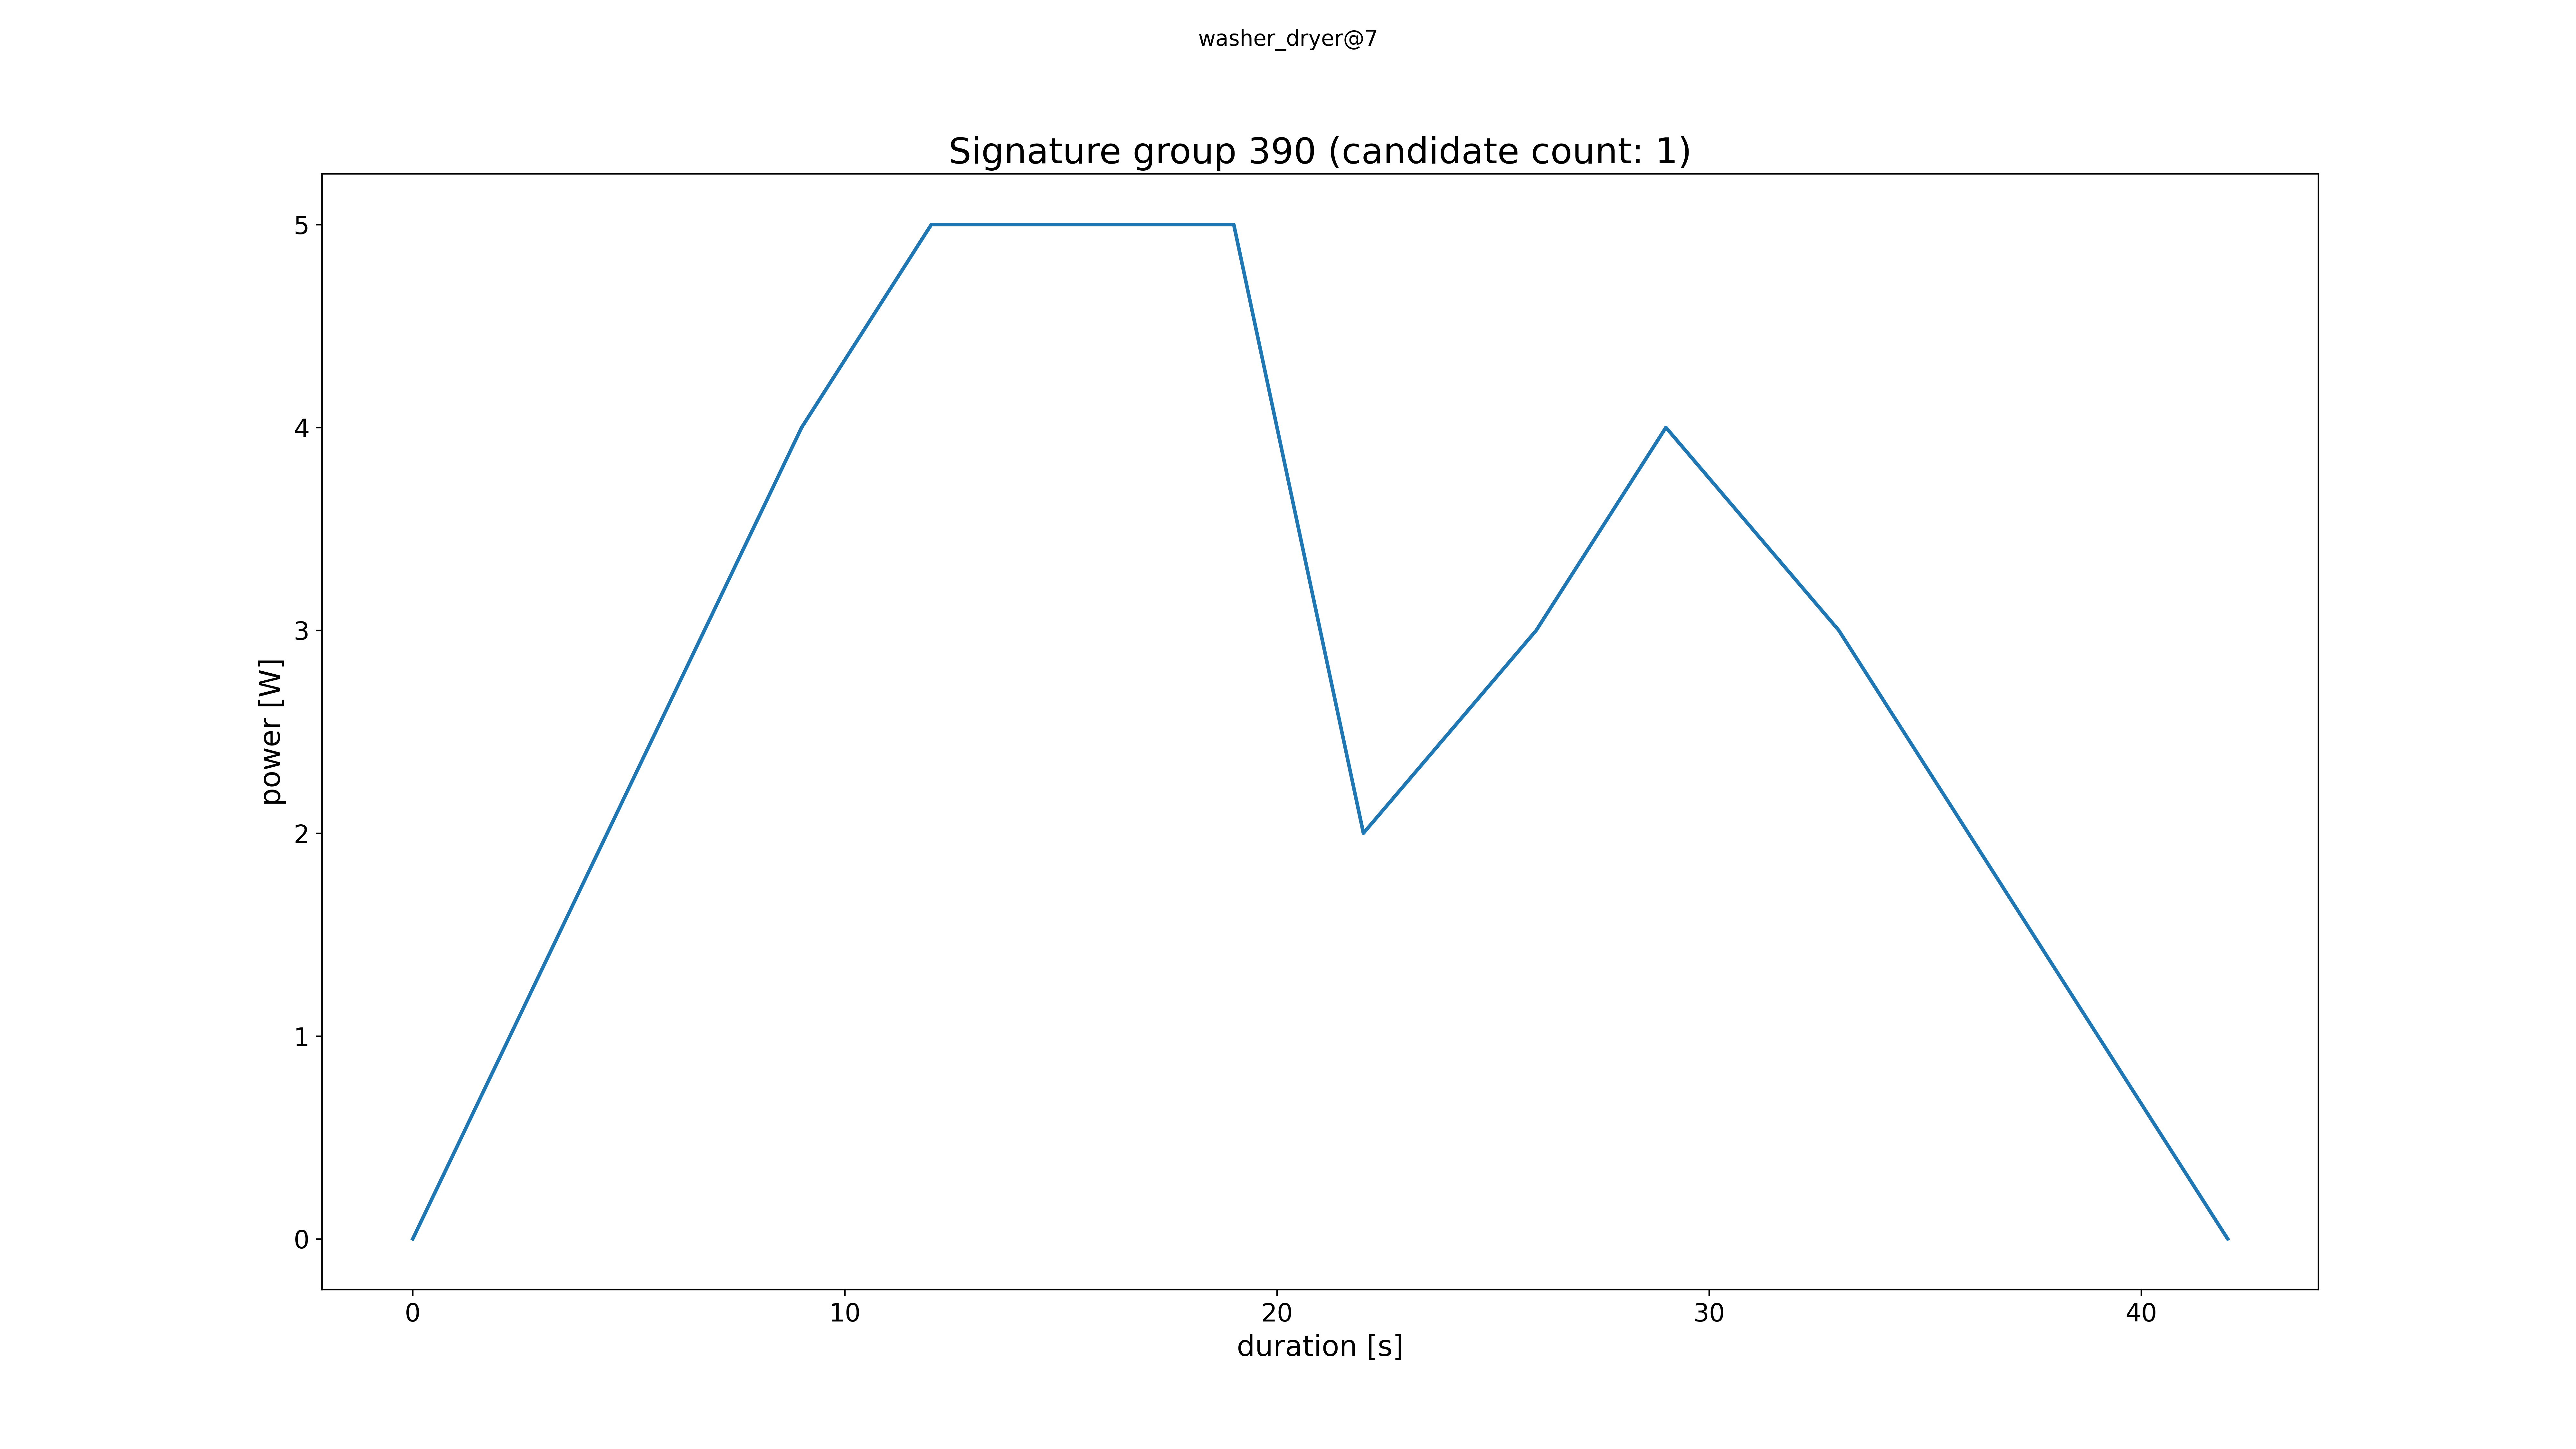 washer_dryer@7
Signature group 390 (candidate count: 1)
5
4
3
2
1
0
power [W]
0 10 20 30 40
duration [s]